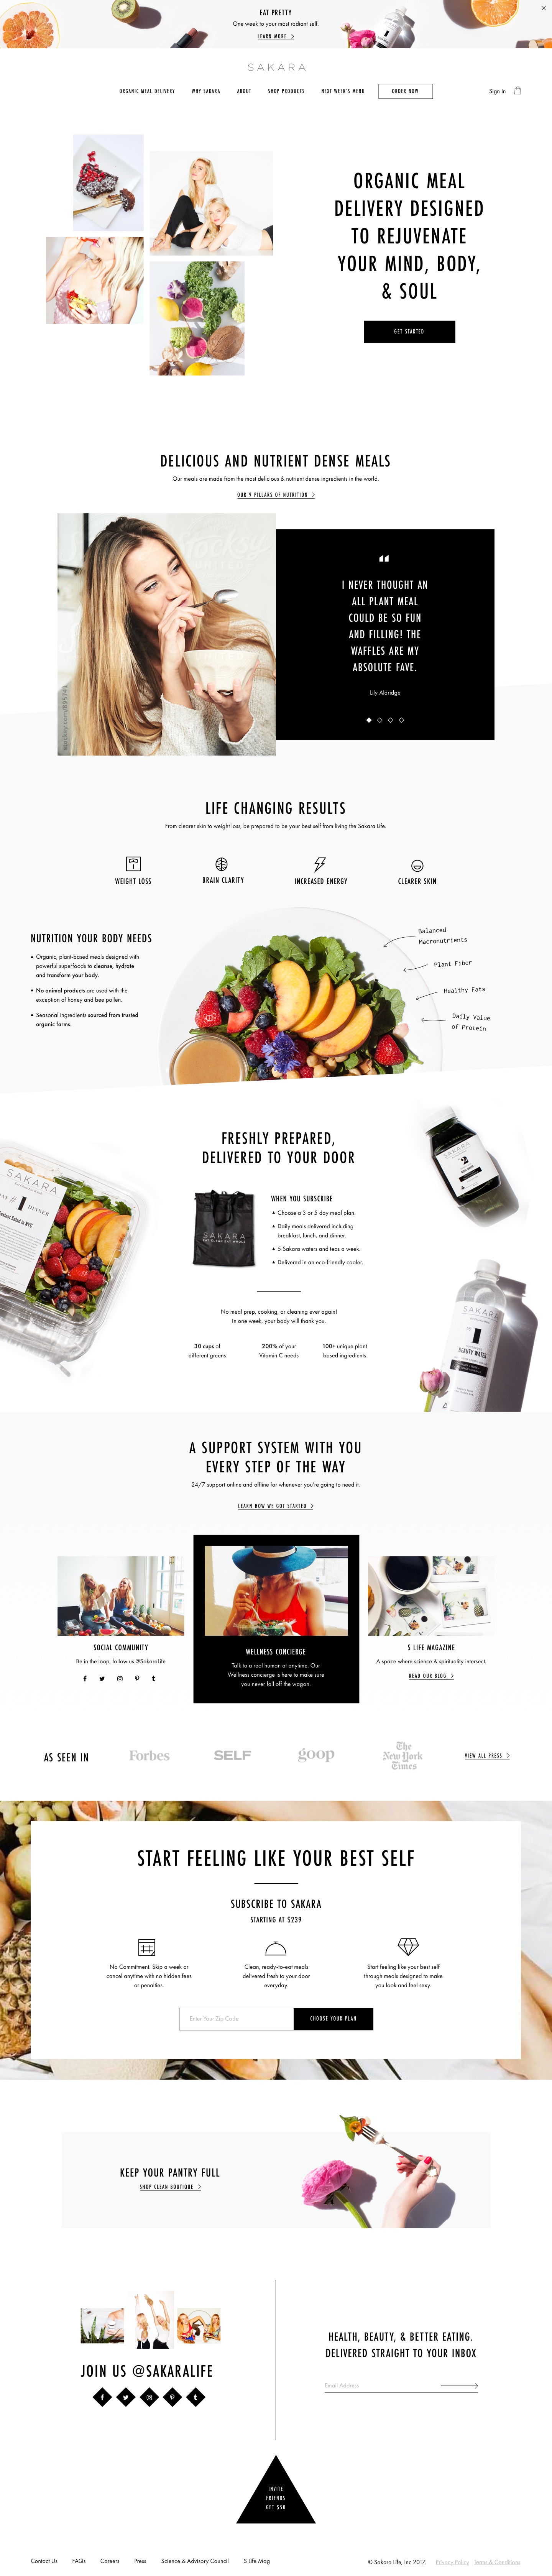 EAT PRETTY
One week to your most radiant self.
LEARN MORE
SAKARA
ORGANIC MEAL DELIVERY
WHY SAKARA
ABOUT
SHOP PRODUCTS
NEXT WEEK'S MENU
ORDER NOW
Sign In
ORGANIC MEAL
DELIVERY DESIGNED
TO REJUVENATE
YOUR MIND, BODY,
& SOUL
GET STARTED
DELICIOUS AND NUTRIENT DENSE MEALS
Our meals are made from the most delicious & nutrient dense ingredients in the world.
OUR 9 PILLARS OF NUTRITION
Stocksy
I NEVER THOUGHT AN
ALL PLANT MEAL
COULD BE SO FUN
AND FILLING! THE
WAFFLES ARE MY
ABSOLUTE FAVE.
Lily Aldridge
LIFE CHANGING RESULTS
From clearer skin to weight loss, be prepared to be your best self from living the Sakara Life.
WEIGHT LOSS
BRAIN CLARITY
INCREASED ENERGY
CLEARER SKIN
NUTRITION YOUR BODY NEEDS
Organic, plant-based meals designed with
powerful superfoods to cleanse, hydrate
and transform your body.
No animal products are used with the
exception of honey and bee pollen.
Seasonal ingredients sourced from trusted
organic farms.
Balanced
Macronutrients
Plant Fiber
Healthy Fats
Daily Value
of Protein
FRESHLY PREPARED,
DELIVERED TO YOUR DOOR
SAKARA
DINNER
SAKARA
EAT CLEAN EAT WHOLE
WHEN YOU SUBSCRIBE
Choose a 3 or 5 day meal plan.
Daily meals delivered including
breakfast, lunch, and dinner.
5 Sakara waters and teas a week.
Delivered in an eco-friendly cooler.
SAKARA
2
SAKARA
1
BEAUTY WATER
No meal prep, cooking, or cleaning ever again!
In one week, your body will thank you.
30 cups of
different greens
200% of your
Vitamin C needs
100+ unique plant
based ingredients
A SUPPORT SYSTEM WITH YOU
EVERY STEP OF THE WAY
24/7 support online and offline for whenever you're going to need it.
LEARN HOW WE GOT STARTED
SOCIAL COMMUNITY
Be in the loop, follow us @SakaraLife
WELLNESS CONCIERGE
Talk to a real human at anytime. Our
Wellness concierge is here to make sure
you never fall off the wagon.
S LIFE MAGAZINE
A space where science & spirituality intersect.
READ OUR BLOG
AS SEEN IN
Forbes
SELF
goop
The
New York
Times
VIEW ALL PRESS
START FEELING LIKE YOUR BEST SELF
SUBSCRIBE TO SAKARA
STARTING AT $239
No Commitment. Skip a week or
cancel anytime with no hidden fees
or penalties.
Clean, ready-to-eat meals
delivered fresh to your door
everyday.
Start feeling like your best self
through meals designed to make
you look and feel sexy.
Enter Your Zip Code
CHOOSE YOUR PLAN
KEEP YOUR PANTRY FULL
SHOP CLEAN BOUTIQUE
JOIN US @SAKARALIFE
HEALTH, BEAUTY, & BETTER EATING.
DELIVERED STRAIGHT TO YOUR INBOX
Email Address
INVITE
FRIENDS
GET $50
Contact Us
FAQs
Careers
Press
Science & Advisory Council
S Life Mag
© Sakara Life, Inc 2017.
Privacy Policy
Terms & Conditions